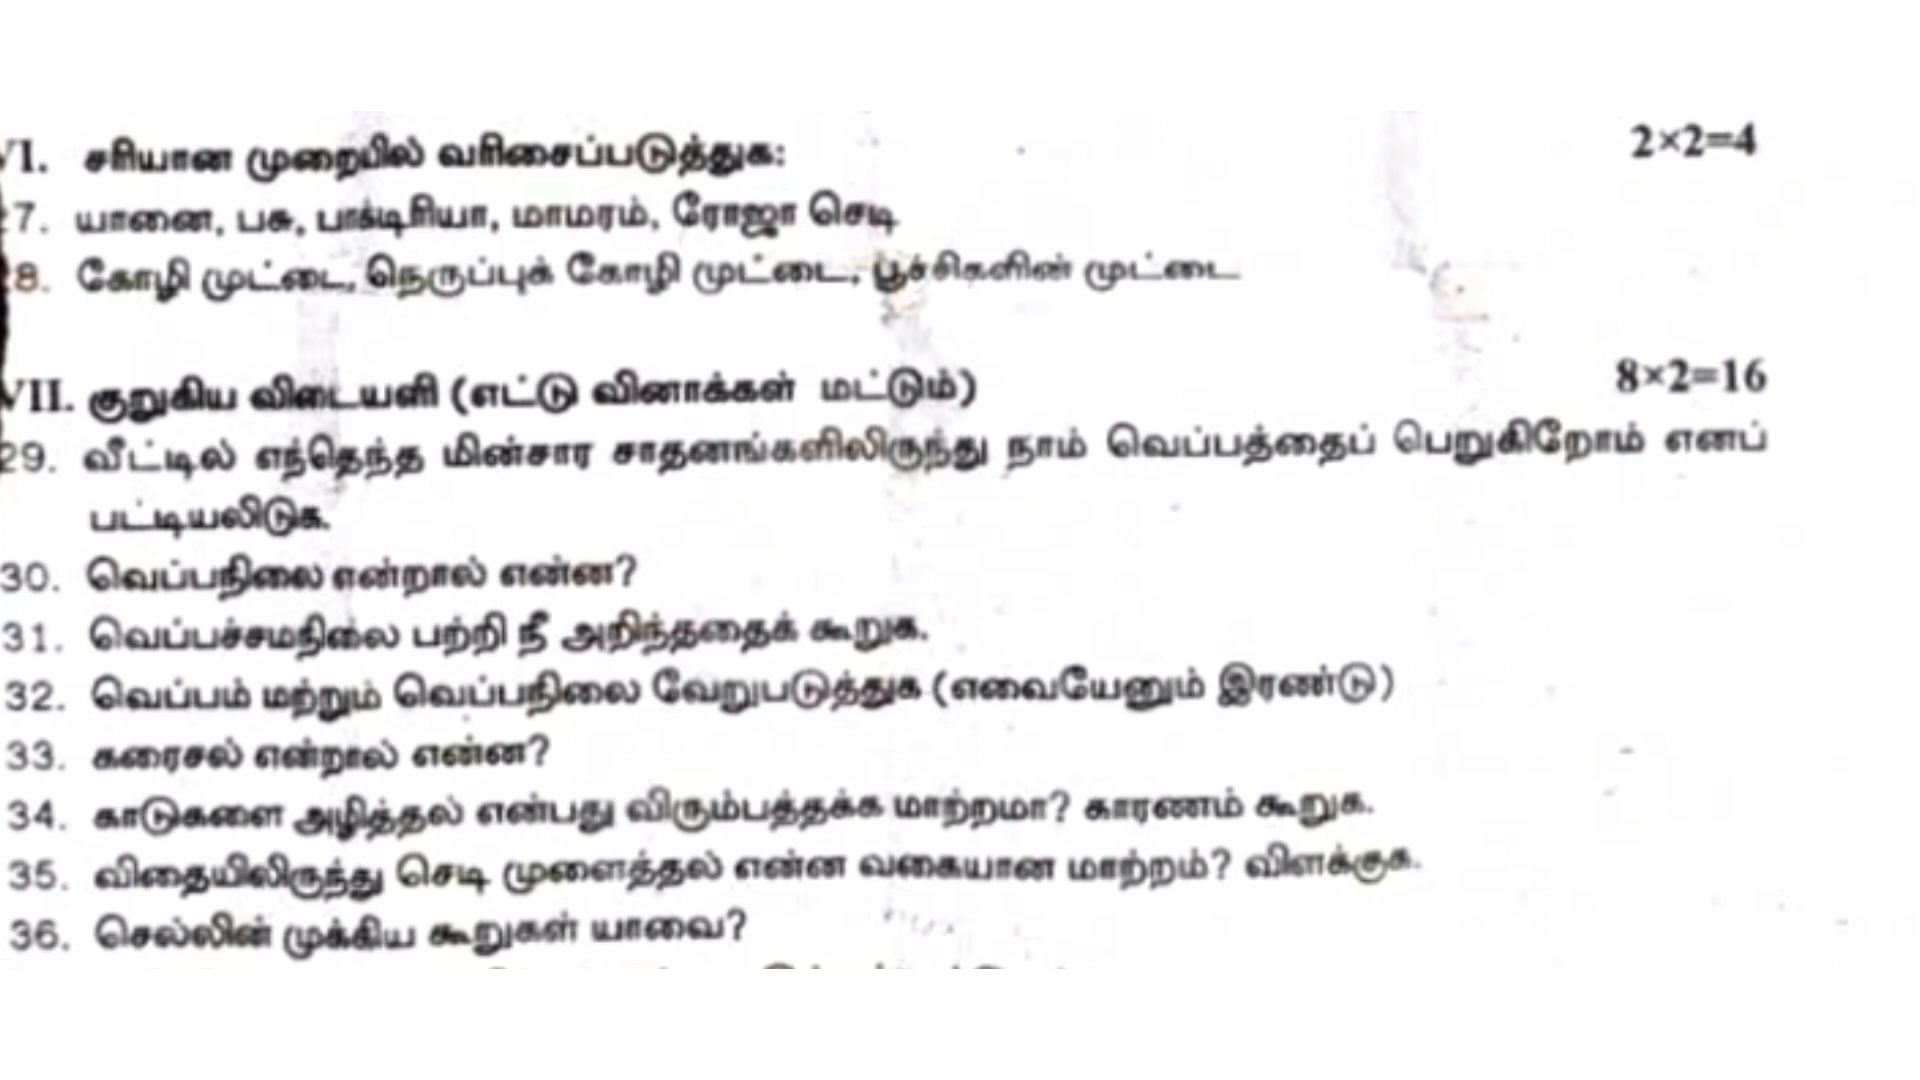 VI. சரியான முறையில் வரிசைப்படுத்துக: 2×2=4
27. யானை, பசு, பாக்டிரியா, மாமரம், ரோஜா செடி
28. கோழி முட்டை, நெருப்புக் கோழி முட்டை, பூச்சிகளின் முட்டை
VII. குறுகிய விடையளி (எட்டு வினாக்கள் மட்டும்) 8×2=16
29. வீட்டில் எந்தெந்த மின்சார சாதனங்களிலிருந்து நாம் வெப்பத்தைப் பெறுகிறோம் எனப்
பட்டியலிடுக.
30. வெப்பநிலை என்றால் என்ன?
31. வெப்பச்சமநிலை பற்றி நீ அறிந்ததைக் கூறுக.
32. வெப்பம் மற்றும் வெப்பநிலை வேறுபடுத்துக (எவையேனும் இரண்டு)
33. கரைசல் என்றால் என்ன?
34. காடுகளை அழித்தல் என்பது விரும்பத்தக்க மாற்றமா? காரணம் கூறுக.
35. விதையிலிருந்து செடி முளைத்தல் என்ன வகையான மாற்றம்? விளக்குக.
36. செல்லின் முக்கிய கூறுகள் யாவை?